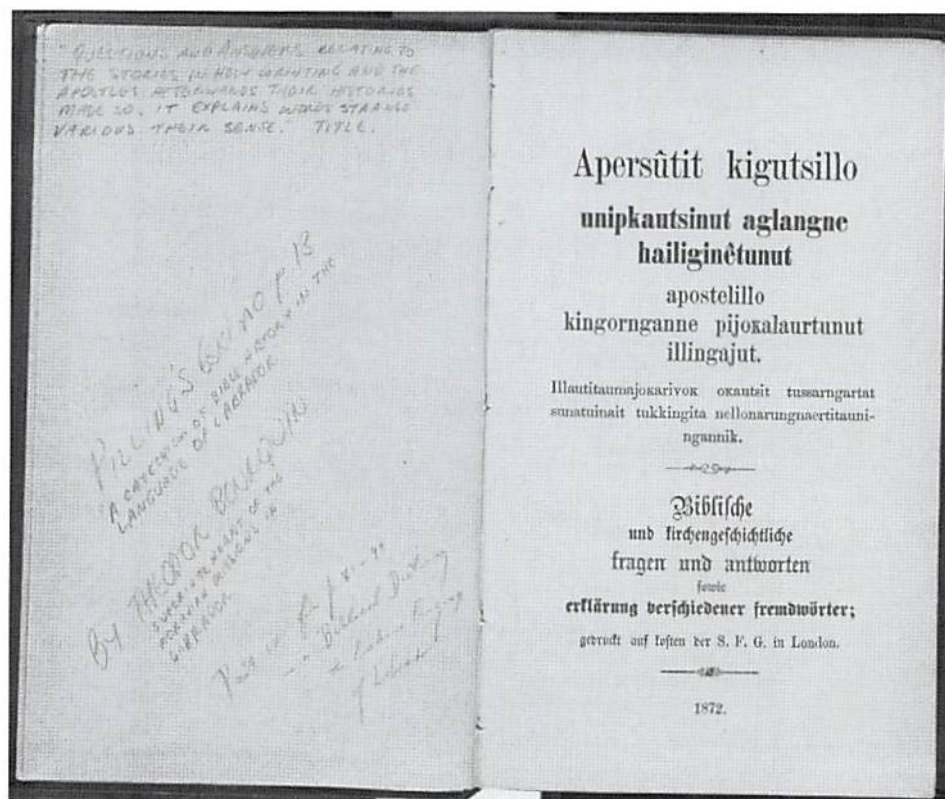 "QUESTIONS AND ANSWERS RELATING TO
THE STORIES IN HOLY WRITING AND THE
APOSTLES AFTERWARDS THEIR HISTORIES
MADE SO. IT EXPLAINS WORDS STRANGE
VARIOUS THEIR SENSE." TITLE.
PILLING'S ESKIMO P 13
"A CATECHISM OF BIBLE HISTORY IN THE
LANGUAGE OF LABRADOR
BY THEODOR BOURQUIN
SUPERINTENDENT OF THE
MORAVIAN MISSIONS IN
LABRADOR
Apersûtit kigutsillo
unipkautsinut aglangne
hailiginêtunut
apostelillo
kingornganne pijoĸalaurtunut
illingajut.
Illautitaumajoĸarivoĸ oĸautsit tussarngartat
sunatuinait tukkingita nellonarungnaertitauni-
ngannik.
Bibliſche
und kirchengeſchichtliche
fragen und antworten
ſowie
erklärung verſchiedener fremdwörter;
gedruckt auf koſten der S. F. G. in London.
1872.